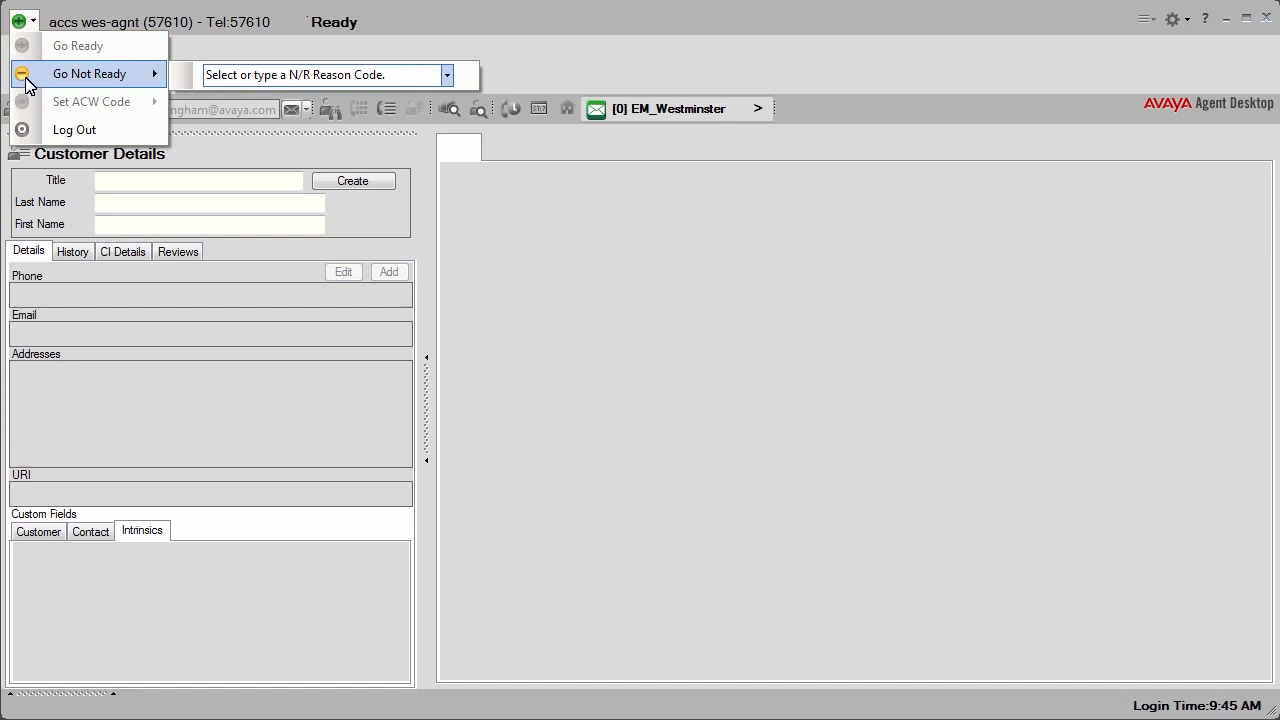 accs wes-agnt (57610) - Tel:57610 Ready
?
Go Ready
Go Not Ready
Select or type a N/R Reason Code.
Set ACW Code
ngham@avaya.com
[0] EM_Westminster >
AVAYA Agent Desktop
Log Out
Customer Details
Title
Create
Last Name
First Name
Details History CI Details Reviews
Phone
Edit Add
Email
Addresses
URI
Custom Fields
Customer Contact Intrinsics
Login Time:9:45 AM